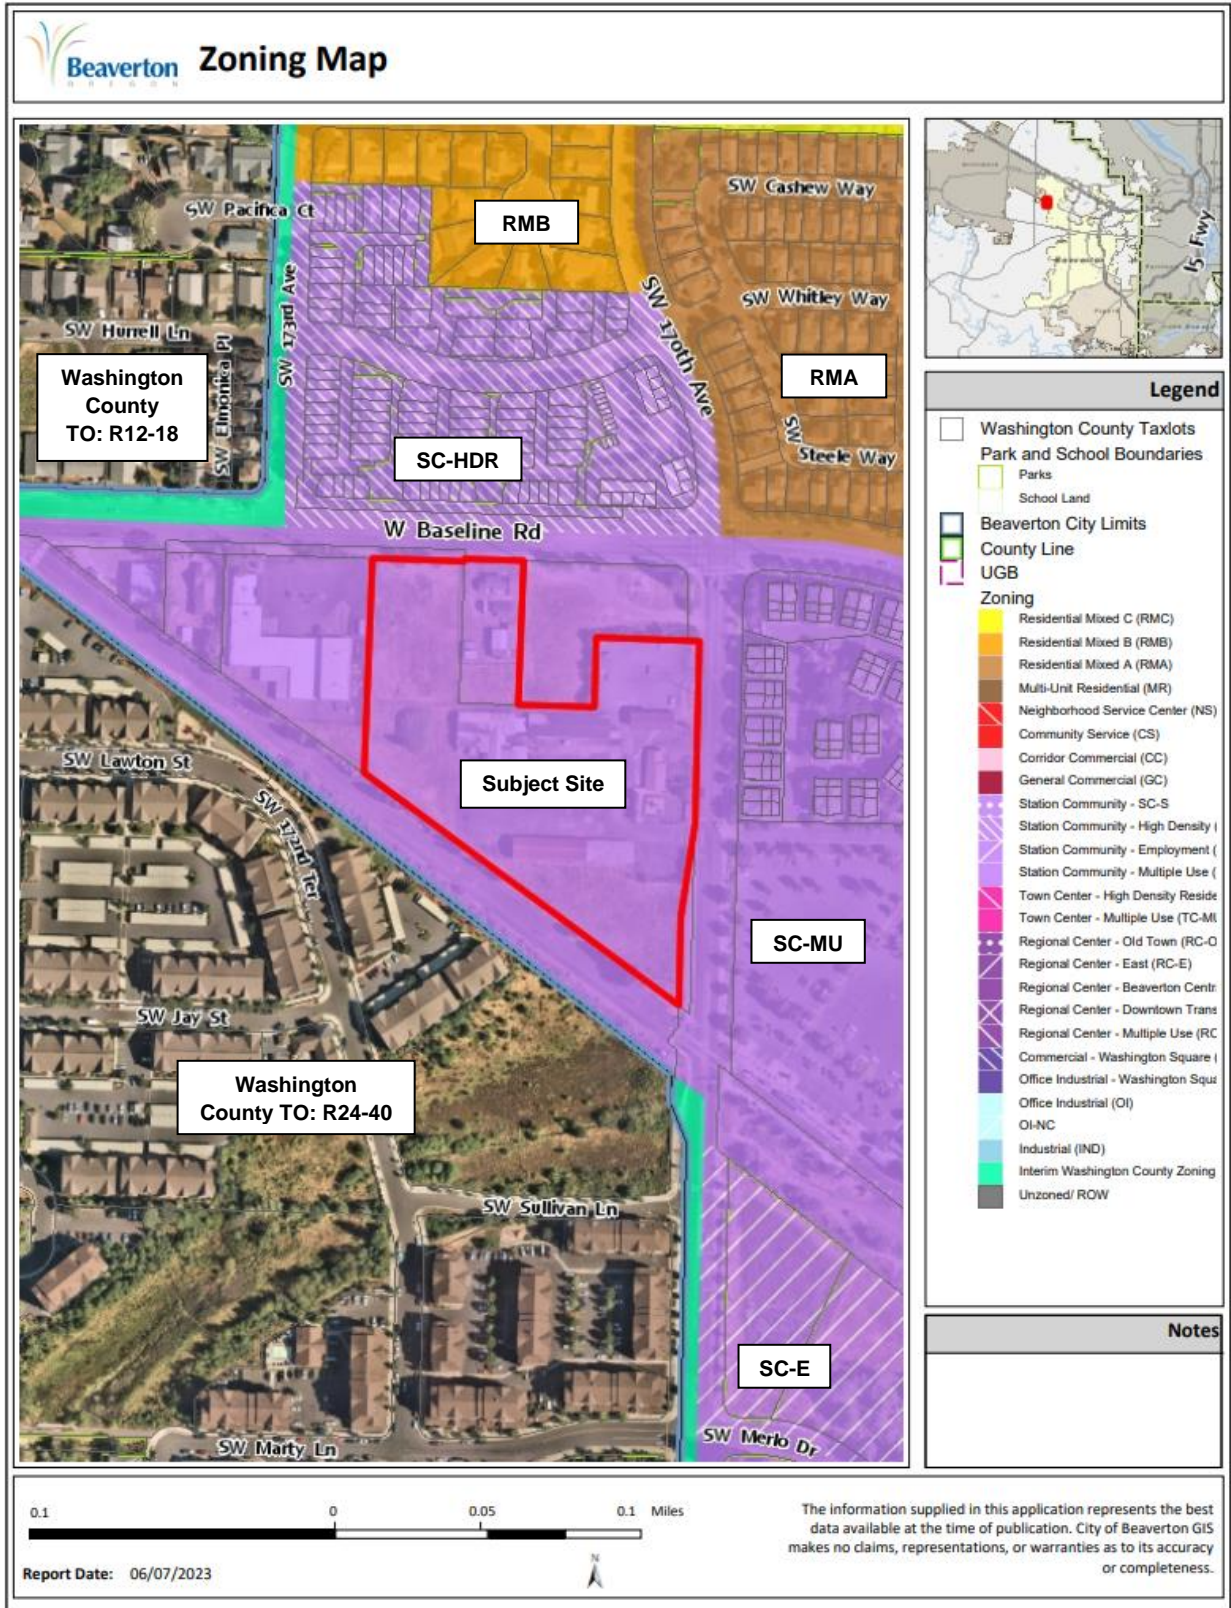 Beaverton
OREGON
Zoning Map
SW Cashew Way
SW Pacifica Ct
RMB
SW 173rd Ave
SW 170th Ave
SW Whitley Way
SW Hurrell Ln
Washington
County
TO: R12-18
SW Elmonica Pl
RMA
SW Steele Way
SC-HDR
W Baseline Rd
SW Lawton St
SW 172nd Ter
Subject Site
SC-MU
SW Jay St
Washington
County TO: R24-40
SW Sullivan Ln
SC-E
SW Merlo Dr
SW Marty Ln
Beaverton
I5 Fwy
Legend
Washington County Taxlots
Park and School Boundaries
Parks
School Land
Beaverton City Limits
County Line
UGB
Zoning
Residential Mixed C (RMC)
Residential Mixed B (RMB)
Residential Mixed A (RMA)
Multi-Unit Residential (MR)
Neighborhood Service Center (NS)
Community Service (CS)
Corridor Commercial (CC)
General Commercial (GC)
Station Community - SC-S
Station Community - High Density (
Station Community - Employment (
Station Community - Multiple Use (
Town Center - High Density Reside
Town Center - Multiple Use (TC-MU
Regional Center - Old Town (RC-O
Regional Center - East (RC-E)
Regional Center - Beaverton Centr
Regional Center - Downtown Trans
Regional Center - Multiple Use (RC
Commercial - Washington Square (
Office Industrial - Washington Squa
Office Industrial (OI)
OI-NC
Industrial (IND)
Interim Washington County Zoning
Unzoned/ ROW
Notes
0.1 0 0.05 0.1 Miles
Report Date: 06/07/2023
N
The information supplied in this application represents the best
data available at the time of publication. City of Beaverton GIS
makes no claims, representations, or warranties as to its accuracy
or completeness.